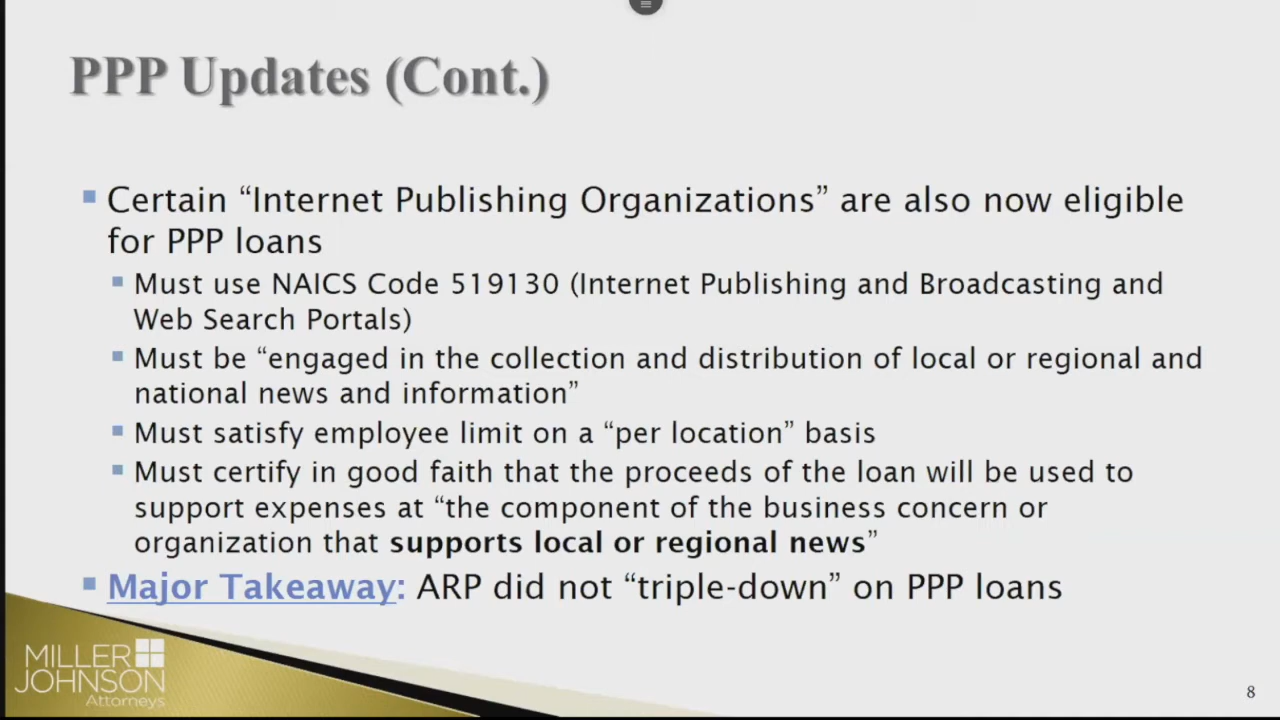 PPP Updates (Cont.)
Certain “Internet Publishing Organizations” are also now eligible
for PPP loans
Must use NAICS Code 519130 (Internet Publishing and Broadcasting and
Web Search Portals)
Must be “engaged in the collection and distribution of local or regional and
national news and information”
Must satisfy employee limit on a “per location” basis
Must certify in good faith that the proceeds of the loan will be used to
support expenses at “the component of the business concern or
organization that supports local or regional news”
Major Takeaway: ARP did not “triple-down” on PPP loans
MILLER
JOHNSON
Attorneys
8